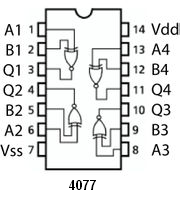 A1 1 14 Vdd
B1 2 13 A4
Q1 3 12 B4
Q2 4 11 Q4
B2 5 10 Q3
A2 6 9 B3
Vss 7 8 A3
4077